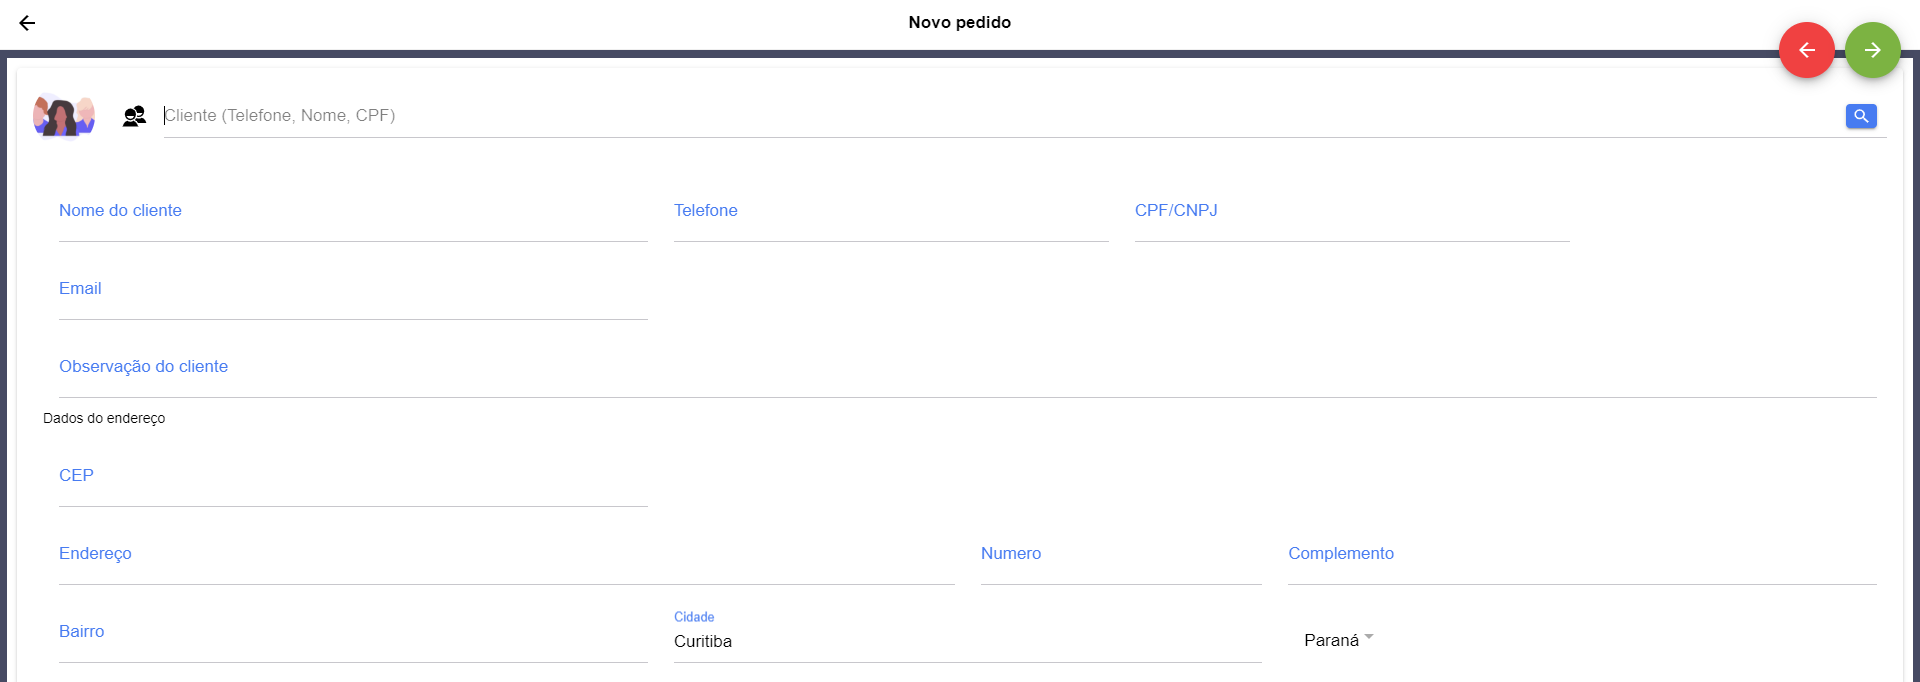 Novo pedido
Cliente (Telefone, Nome, CPF)
Nome do cliente Telefone CPF/CNPJ
Email
Observação do cliente
Dados do endereço
CEP
Endereço Numero Complemento
Bairro Cidade
Curitiba Paraná